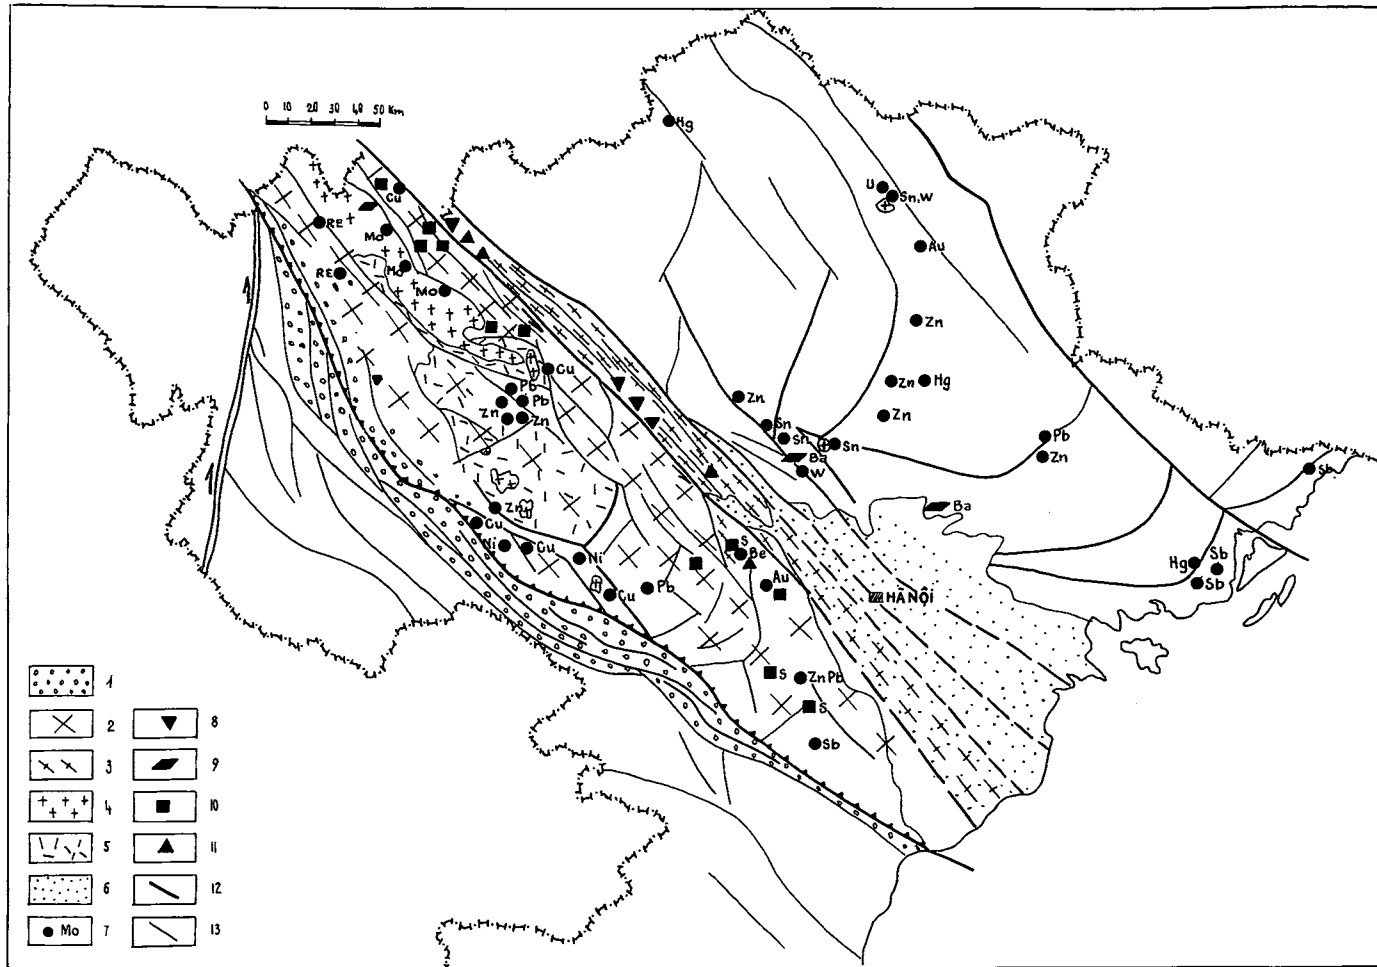 0 10 20 30 40 50 Km
Hg
U
Sn,W
Cu
RE
Mo
Au
RE
Mo
Mo
Zn
Cu
Pb
Zn
Hg
Pb
Zn
Zn
Zn
Zn
Sn
Sn
Sn
Pb
Ba
Zn
W
Sb
Zn
Cu
Ba
Ni
Cu
Ni
S
Be
Hg
Sb
Au
Sb
Cu
Pb
HÀ NỘI
S
Zn Pb
S
Sb
1
2
8
3
9
4
10
5
11
6
12
Mo
7
13